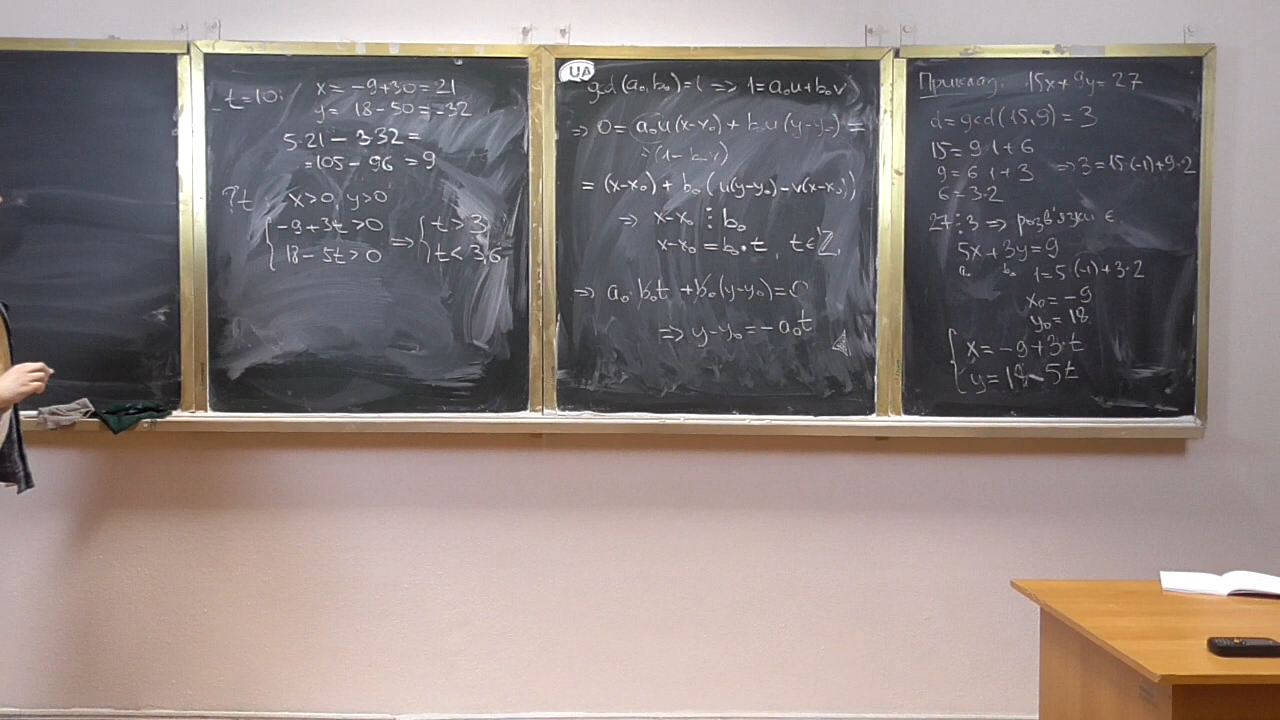 t=10:
x = -9+30 = 21
y = 18 - 50 = -32
5·21 - 3·32 =
=105 - 96 = 9
?t x>0, y>0
{-9+3t>0 => {t>3
{18-5t>0 {t<3,6
UA
gcd(a₀,b₀)=1 => 1=a₀u+b₀v
=> 0 = a₀u(x-x₀) + b₀u(y-y₀) =
= (x-x₀) + b₀(u(y-y₀) - v(x-x₀))
=> x-x₀ ⋮ b₀
x-x₀ = b₀·t, t∈ℤ,
=> a₀·b₀t + b₀(y-y₀)=0
=> y-y₀ = -a₀t
Приклад: 15x + 9y = 27
d = gcd(15,9) = 3
15 = 9·1 + 6
9 = 6·1 + 3 => 3=15·(-1)+9·2
6 = 3·2
27⋮3 => розв'язки є.
5x + 3y = 9
a₀ b₀ 1=5·(-1)+3·2
x₀ = -9
y₀ = 18
{x = -9+3·t
{y = 18-5t